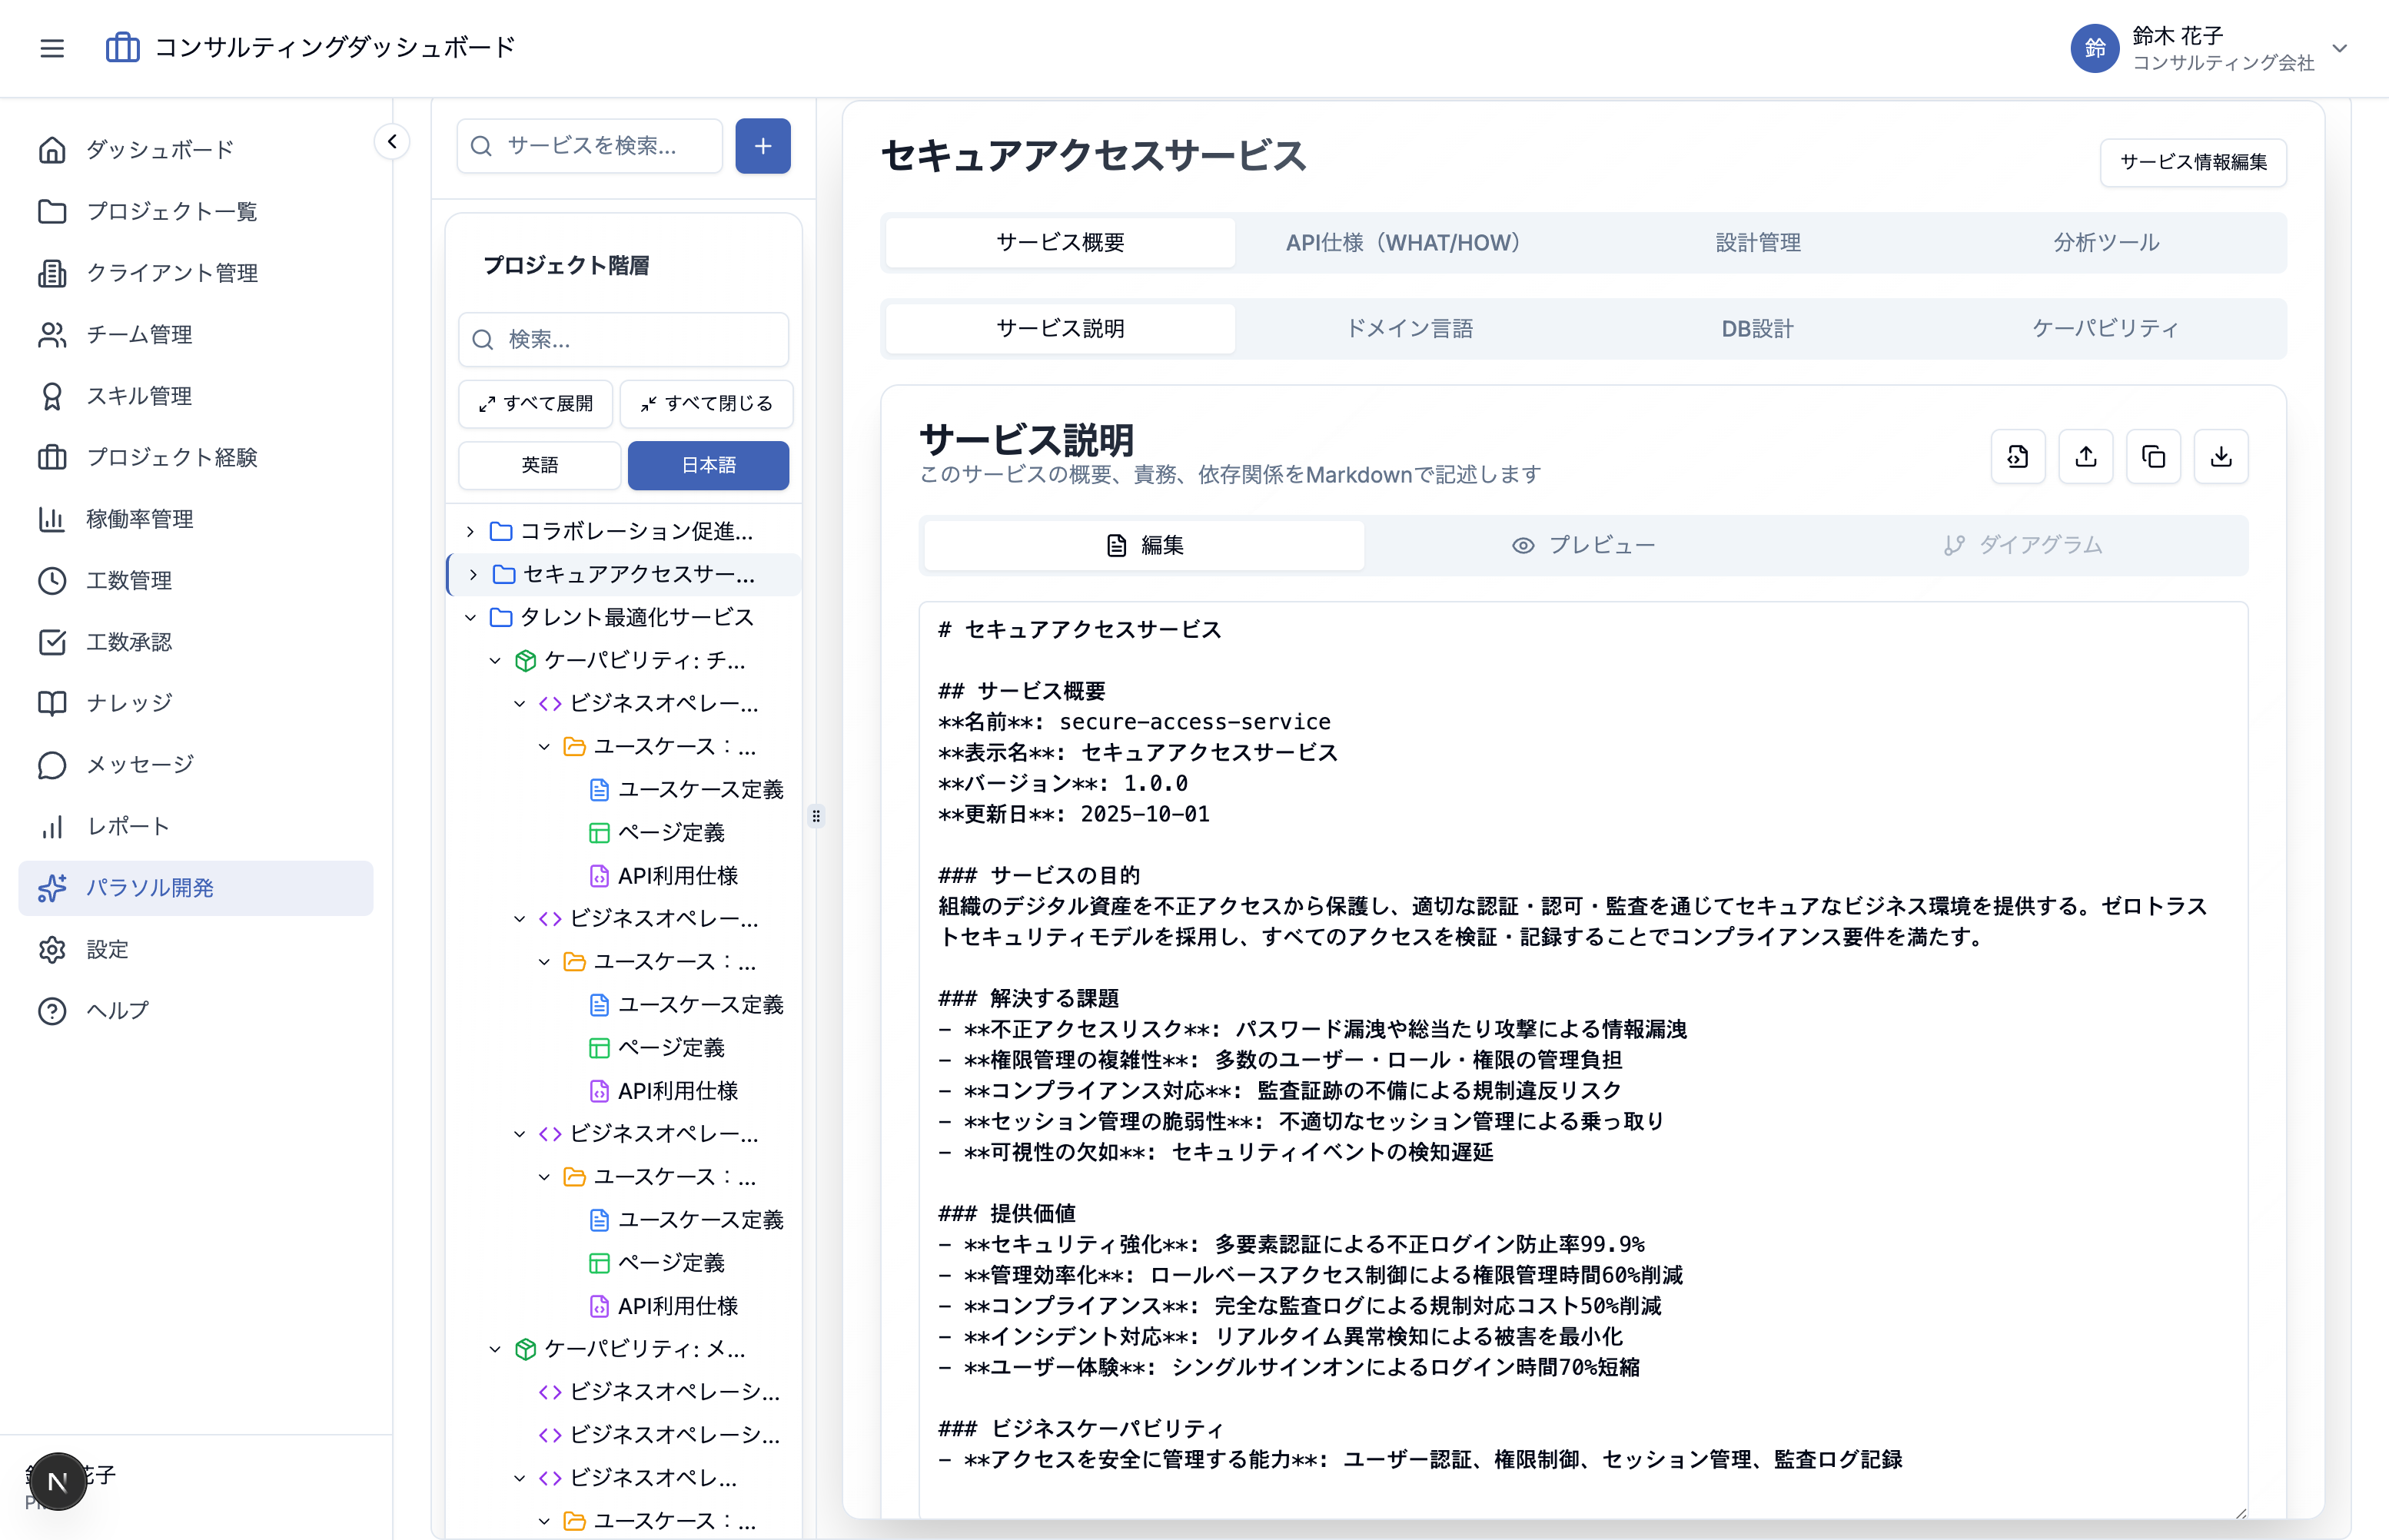 コンサルティングダッシュボード
鈴
鈴木 花子
コンサルティング会社
ダッシュボード
プロジェクト一覧
クライアント管理
チーム管理
スキル管理
プロジェクト経験
稼働率管理
工数管理
工数承認
ナレッジ
メッセージ
レポート
パラソル開発
設定
ヘルプ
花子
N
サービスを検索...
+
プロジェクト階層
検索...
すべて展開
すべて閉じる
英語
日本語
コラボレーション促進...
セキュアアクセスサー...
タレント最適化サービス
ケーパビリティ: チ...
ビジネスオペレー...
ユースケース：...
ユースケース定義
ページ定義
API利用仕様
ビジネスオペレー...
ユースケース：...
ユースケース定義
ページ定義
API利用仕様
ビジネスオペレー...
ユースケース：...
ユースケース定義
ページ定義
API利用仕様
ケーパビリティ: メ...
ビジネスオペレーシ...
ビジネスオペレーシ...
ビジネスオペレ...
ユースケース：...
セキュアアクセスサービス
サービス情報編集
サービス概要
API仕様（WHAT/HOW）
設計管理
分析ツール
サービス説明
ドメイン言語
DB設計
ケーパビリティ
サービス説明
このサービスの概要、責務、依存関係をMarkdownで記述します
編集
プレビュー
ダイアグラム
# セキュアアクセスサービス
## サービス概要
**名前**: secure-access-service
**表示名**: セキュアアクセスサービス
**バージョン**: 1.0.0
**更新日**: 2025-10-01
### サービスの目的
組織のデジタル資産を不正アクセスから保護し、適切な認証・認可・監査を通じてセキュアなビジネス環境を提供する。ゼロトラス
トセキュリティモデルを採用し、すべてのアクセスを検証・記録することでコンプライアンス要件を満たす。
### 解決する課題
- **不正アクセスリスク**: パスワード漏洩や総当たり攻撃による情報漏洩
- **権限管理の複雑性**: 多数のユーザー・ロール・権限の管理負担
- **コンプライアンス対応**: 監査証跡の不備による規制違反リスク
- **セッション管理の脆弱性**: 不適切なセッション管理による乗っ取り
- **可視性の欠如**: セキュリティイベントの検知遅延
### 提供価値
- **セキュリティ強化**: 多要素認証による不正ログイン防止率99.9%
- **管理効率化**: ロールベースアクセス制御による権限管理時間60%削減
- **コンプライアンス**: 完全な監査ログによる規制対応コスト50%削減
- **インシデント対応**: リアルタイム異常検知による被害を最小化
- **ユーザー体験**: シングルサインオンによるログイン時間70%短縮
### ビジネスケーパビリティ
- **アクセスを安全に管理する能力**: ユーザー認証、権限制御、セッション管理、監査ログ記録